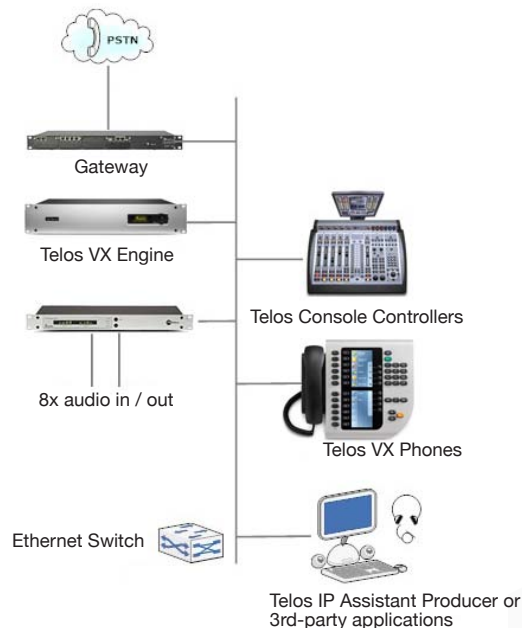 PSTN
Gateway
Telos VX Engine
Telos Console Controllers
8x audio in / out
Telos VX Phones
Ethernet Switch
Telos IP Assistant Producer or
3rd-party applications